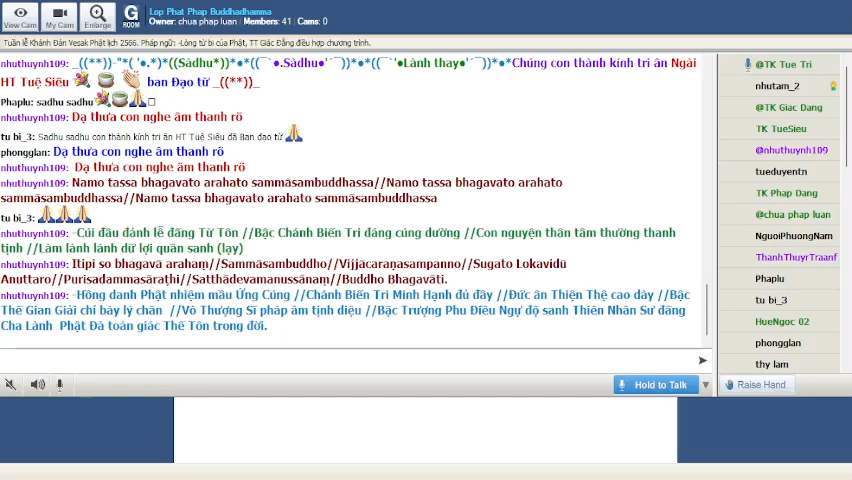 Lop Phat Phap Buddhadhamma
Owner: chua phap luan | Members: 41 | Cams: 0
View Cam
My Cam
Enlarge
G
ROOM
Tuần lễ Khánh Đản Vesak Phật lịch 2566. Pháp ngữ: -Lòng từ bi của Phật, TT Giác Đẳng điều hợp chương trình.
nhuthuynh109: _((**))-"*( '●.*)*((Sàdhu*))*●*((¯`●.Sàdhu●'´¯))*●*((¯`'●Lành thay●'´¯))*●*Chúng con thành kính tri ân Ngài
HT Tuệ Siêu ban Đạo từ _((**))_
Phaplu: sadhu sadhu
nhuthuynh109: Dạ thưa con nghe âm thanh rõ
tu bi_3: Sadhu sadhu con thành kính tri ân HT Tuệ Siêu đã Ban đạo từ
phongglan: Dạ thưa con nghe âm thanh rõ
nhuthuynh109: Dạ thưa con nghe âm thanh rõ
nhuthuynh109: Namo tassa bhagavato arahato sammāsambuddhassa//Namo tassa bhagavato arahato
sammāsambuddhassa//Namo tassa bhagavato arahato sammāsambuddhassa
tu bi_3:
nhuthuynh109: -Cúi đầu đảnh lễ đấng Từ Tôn //Bậc Chánh Biến Tri đáng cúng dường //Con nguyện thân tâm thường thanh
tịnh //Làm lành lánh dữ lợi quần sanh (lạy)
nhuthuynh109: Itipi so bhagavā arahaṃ//Sammāsambuddho//Vijjācaraṇasampanno//Sugato Lokavidū
Anuttaro//Purisadammasāraṭhi//Satthādevamanussānaṃ//Buddho Bhagavāti.
nhuthuynh109: -Hồng danh Phật nhiệm mầu Ứng Cúng //Chánh Biến Tri Minh Hạnh đủ đầy //Đức ân Thiện Thệ cao dày //Bậc
Thế Gian Giải chỉ bày lý chân //Vô Thượng Sĩ pháp âm tịnh diệu //Bậc Trượng Phu Điều Ngự độ sanh Thiên Nhân Sư đấng
Cha Lành Phật Đà toàn giác Thế Tôn trong đời.
@TK Tue Tri
nhutam_2
@TK Giac Dang
TK TueSieu
@nhuthuynh109
tueduyentn
TK Phap Dang
@chua phap luan
NguoiPhuongNam
ThanhThuyrTraanf
Phaplu
tu bi_3
HueNgoc 02
phongglan
thy lam
Hold to Talk
Raise Hand